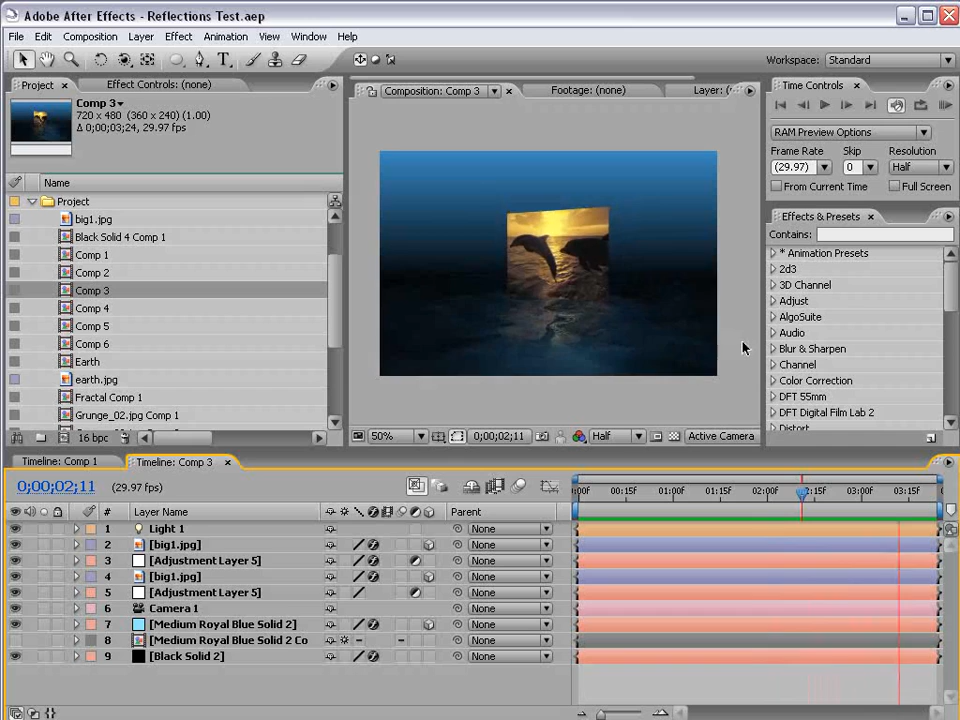 Adobe After Effects - Reflections Test.aep
File Edit Composition Layer Effect Animation View Window Help
Workspace: Standard
Project × Effect Controls: (none)
Comp 3▾
720 x 480 (360 x 240) (1.00)
Δ 0;00;03;24, 29.97 fps
Name
Project
big1.jpg
Black Solid 4 Comp 1
Comp 1
Comp 2
Comp 3
Comp 4
Comp 5
Comp 6
Earth
earth.jpg
Fractal Comp 1
Grunge_02.jpg Comp 1
16 bpc
Composition: Comp 3 × Footage: (none) Layer: (
50% 0;00;02;11 Half Active Camera
Time Controls ×
RAM Preview Options
Frame Rate Skip Resolution
(29.97) 0 Half
From Current Time Full Screen
Effects & Presets ×
Contains:
* Animation Presets
2d3
3D Channel
Adjust
AlgoSuite
Audio
Blur & Sharpen
Channel
Color Correction
DFT 55mm
DFT Digital Film Lab 2
Distort
Timeline: Comp 1 Timeline: Comp 3 ×
0;00;02;11 (29.97 fps)
:00f 00:15f 01:00f 01:15f 02:00f 02:15f 03:00f 03:15f
# Layer Name Parent
1 Light 1 None
2 [big1.jpg] None
3 [Adjustment Layer 5] None
4 [big1.jpg] None
5 [Adjustment Layer 5] None
6 Camera 1 None
7 [Medium Royal Blue Solid 2] None
8 [Medium Royal Blue Solid 2 Co None
9 [Black Solid 2] None